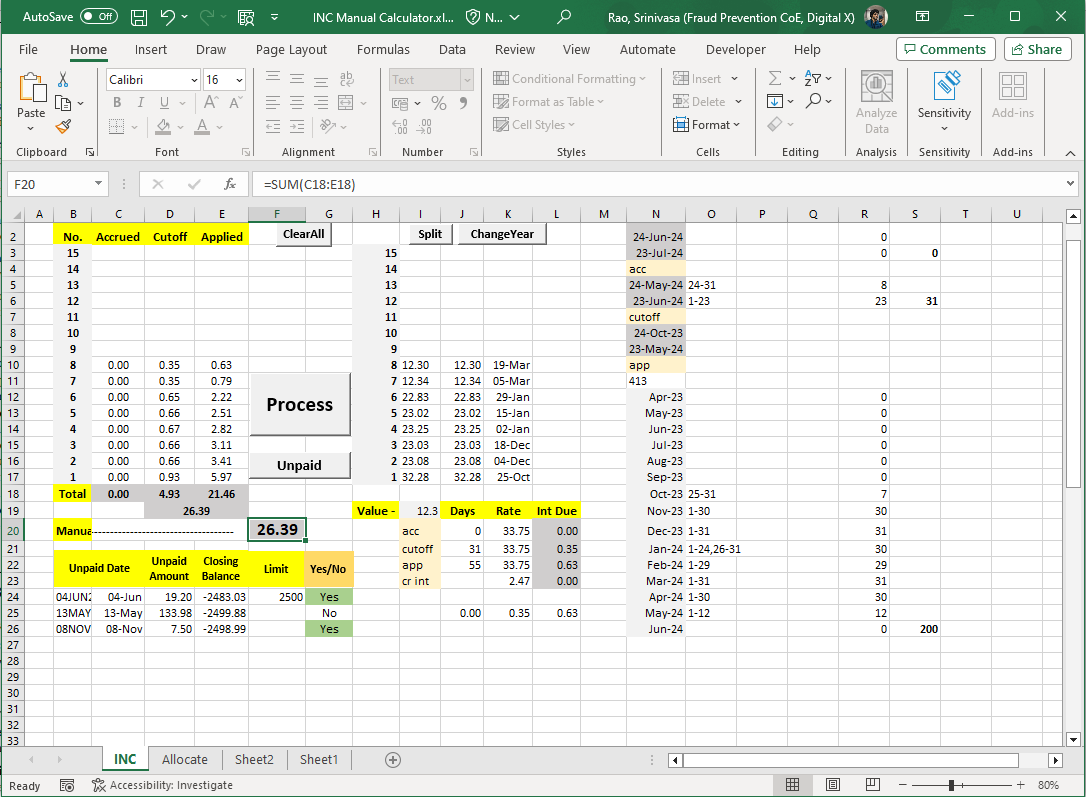 AutoSave Off INC Manual Calculator.xl... N... Rao, Srinivasa (Fraud Prevention CoE, Digital X)
File Home Insert Draw Page Layout Formulas Data Review View Automate Developer Help Comments Share
Calibri 16 ab Text Conditional Formatting Insert
Paste B I U A A % Format as Table Delete Analyze Data Sensitivity Add-ins
A Cell Styles Format
Clipboard Font Alignment Number Styles Cells Editing Analysis Sensitivity Add-ins
F20 fx =SUM(C18:E18)
A B C D E F G H I J K L M N O P Q R S T U
2 No. Accrued Cutoff Applied ClearAll Split ChangeYear 24-Jun-24 0
3 15 15 23-Jul-24 0 0
4 14 14 acc
5 13 13 24-May-24 24-31 8
6 12 12 23-Jun-24 1-23 23 31
7 11 11 cutoff
8 10 10 24-Oct-23
9 9 9 23-May-24
10 8 0.00 0.35 0.63 8 12.30 12.30 19-Mar app
11 7 0.00 0.35 0.79 7 12.34 12.34 05-Mar 413
12 6 0.00 0.65 2.22 Process 6 22.83 22.83 29-Jan Apr-23 0
13 5 0.00 0.66 2.51 5 23.02 23.02 15-Jan May-23 0
14 4 0.00 0.67 2.82 4 23.25 23.25 02-Jan Jun-23 0
15 3 0.00 0.66 3.11 3 23.03 23.03 18-Dec Jul-23 0
16 2 0.00 0.66 3.41 Unpaid 2 23.08 23.08 04-Dec Aug-23 0
17 1 0.00 0.93 5.97 1 32.28 32.28 25-Oct Sep-23 0
18 Total 0.00 4.93 21.46 Oct-23 25-31 7
19 26.39 Value - 12.3 Days Rate Int Due Nov-23 1-30 30
20 Manua ----------------------------------- 26.39 acc 0 33.75 0.00 Dec-23 1-31 31
21 Unpaid Date Unpaid Amount Closing Balance Limit Yes/No cutoff 31 33.75 0.35 Jan-24 1-24,26-31 30
22 app 55 33.75 0.63 Feb-24 1-29 29
23 cr int 2.47 0.00 Mar-24 1-31 31
24 04JUN2 04-Jun 19.20 -2483.03 2500 Yes Apr-24 1-30 30
25 13MAY 13-May 133.98 -2499.88 No 0.00 0.35 0.63 May-24 1-12 12
26 08NOV 08-Nov 7.50 -2498.99 Yes Jun-24 0 200
27
28
29
30
31
32
33
INC Allocate Sheet2 Sheet1
Ready Accessibility: Investigate 80%